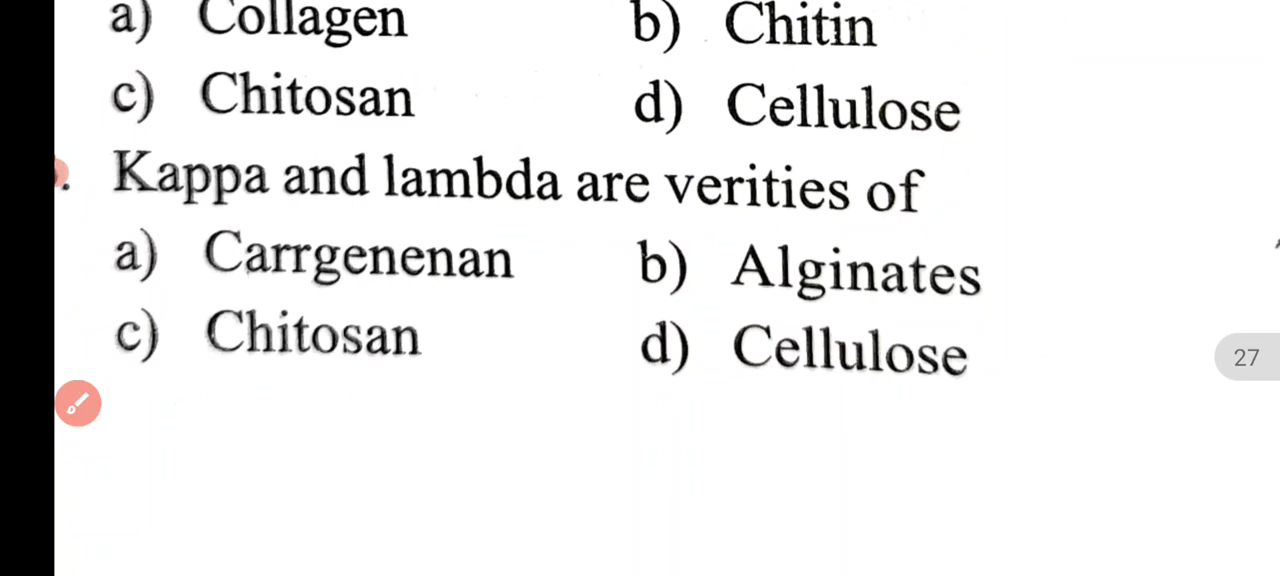 a) Collagen b) Chitin
c) Chitosan d) Cellulose
. Kappa and lambda are verities of
a) Carrgenenan b) Alginates
c) Chitosan d) Cellulose
27